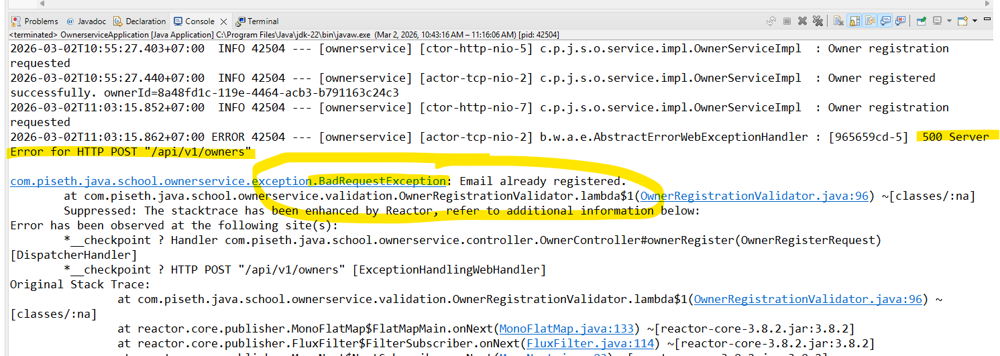 Problems @ Javadoc Declaration Console Terminal
<terminated> OwnerserviceApplication [Java Application] C:\Program Files\Java\jdk-22\bin\javaw.exe (Mar 2, 2026, 10:43:16 AM – 11:16:06 AM) [pid: 42504]
2026-03-02T10:55:27.403+07:00  INFO 42504 --- [ownerservice] [ctor-http-nio-5] c.p.j.s.o.service.impl.OwnerServiceImpl  : Owner registration
requested
2026-03-02T10:55:27.440+07:00  INFO 42504 --- [ownerservice] [actor-tcp-nio-2] c.p.j.s.o.service.impl.OwnerServiceImpl  : Owner registered
successfully. ownerId=8a48fd1c-119e-4464-acb3-b791163c24c3
2026-03-02T11:03:15.852+07:00  INFO 42504 --- [ownerservice] [ctor-http-nio-7] c.p.j.s.o.service.impl.OwnerServiceImpl  : Owner registration
requested
2026-03-02T11:03:15.862+07:00 ERROR 42504 --- [ownerservice] [actor-tcp-nio-2] b.w.a.e.AbstractErrorWebExceptionHandler : [965659cd-5]  500 Server
Error for HTTP POST "/api/v1/owners"
com.piseth.java.school.ownerservice.exception.BadRequestException: Email already registered.
at com.piseth.java.school.ownerservice.validation.OwnerRegistrationValidator.lambda$1(OwnerRegistrationValidator.java:96) ~[classes/:na]
Suppressed: The stacktrace has been enhanced by Reactor, refer to additional information below:
Error has been observed at the following site(s):
*__checkpoint ? Handler com.piseth.java.school.ownerservice.controller.OwnerController#ownerRegister(OwnerRegisterRequest)
[DispatcherHandler]
*__checkpoint ? HTTP POST "/api/v1/owners" [ExceptionHandlingWebHandler]
Original Stack Trace:
at com.piseth.java.school.ownerservice.validation.OwnerRegistrationValidator.lambda$1(OwnerRegistrationValidator.java:96) ~
[classes/:na]
at reactor.core.publisher.MonoFlatMap$FlatMapMain.onNext(MonoFlatMap.java:133) ~[reactor-core-3.8.2.jar:3.8.2]
at reactor.core.publisher.FluxFilter$FilterSubscriber.onNext(FluxFilter.java:114) ~[reactor-core-3.8.2.jar:3.8.2]